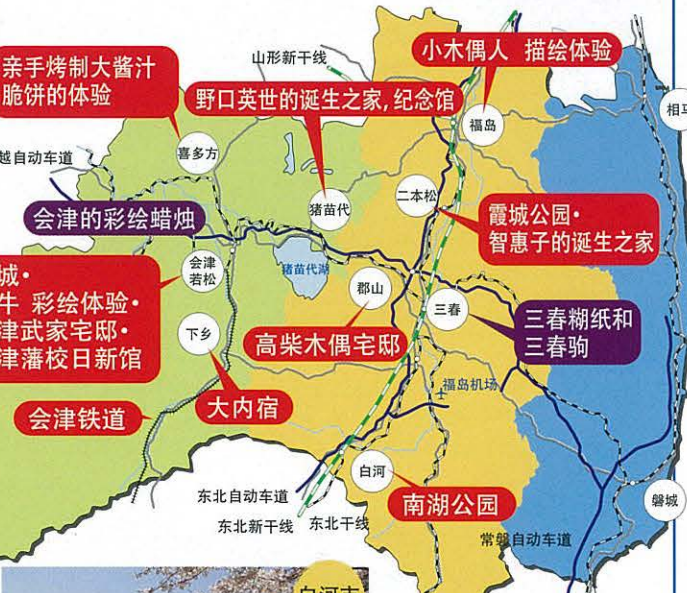 山形新干线
小木偶人 描绘体验
亲手烤制大酱汁
脆饼的体验
野口英世的诞生之家,纪念馆
福岛
相马
喜多方
越自动车道
猪苗代
二本松
会津的彩绘蜡烛
霞城公园·
智惠子的诞生之家
会津
若松
猪苗代湖
城·
牛 彩绘体验·
津武家宅邸·
津藩校日新馆
郡山
三春
三春糊纸和
三春驹
下乡
高柴木偶宅邸
福岛机场
大内宿
会津铁道
白河
南湖公园
磐城
东北自动车道
东北新干线
东北干线
常磐自动车道
白河市